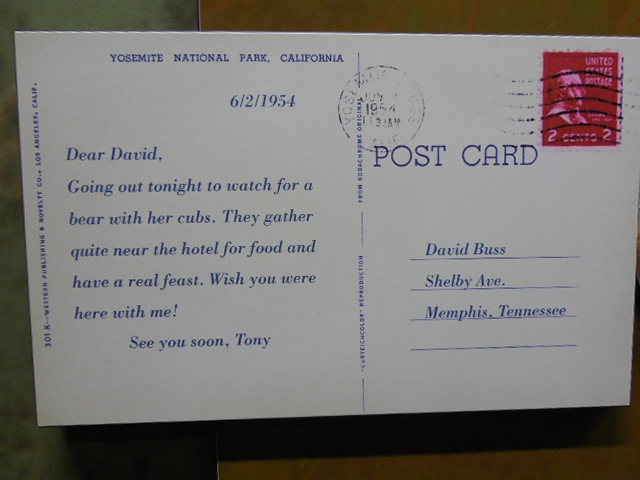 YOSEMITE NATIONAL PARK, CALIFORNIA
6/2/1954
Dear David,
Going out tonight to watch for a
bear with her cubs. They gather
quite near the hotel for food and
have a real feast. Wish you were
here with me!
See you soon, Tony
301 K—WESTERN PUBLISHING & NOVELTY CO., LOS ANGELES, CALIF.
"CURTEICHCOLOR" REPRODUCTION
FROM KODACHROME ORIGINAL
YOSEMITE
1954
AM
UNITED
STATES
POSTAGE
2 CENTS 2
POST CARD
David Buss
Shelby Ave.
Memphis, Tennessee